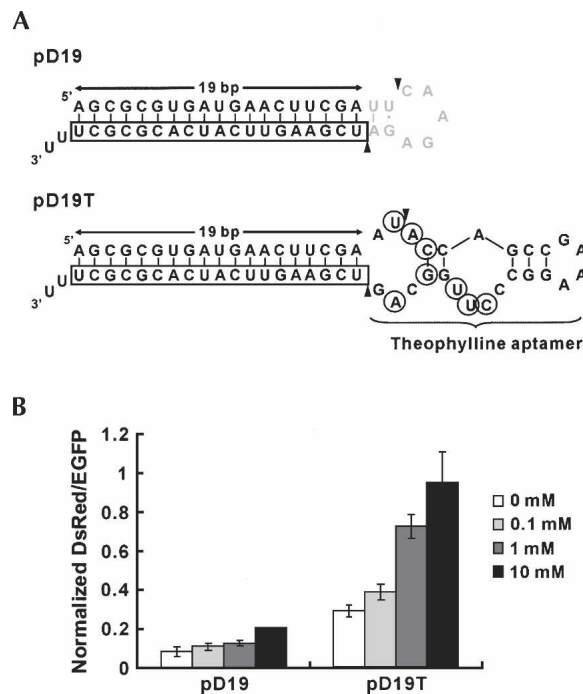 A
pD19
19 bp
5'
AGCGCGUGAUGAACUUCGA UU C A
A
UCGCGCACUACUUGAAGCU AG A G
3' U U
pD19T
19 bp
5'
AGCGCGUGAUGAACUUCGA A U A C C A G C C G A
UCGCGCACUACUUGAAGCU G A C G G U U C C C G G A A
3' U U
Theophylline aptamer
B
Normalized DsRed/EGFP
1.2
1
0.8
0.6
0.4
0.2
0
0 mM
0.1 mM
1 mM
10 mM
pD19
pD19T